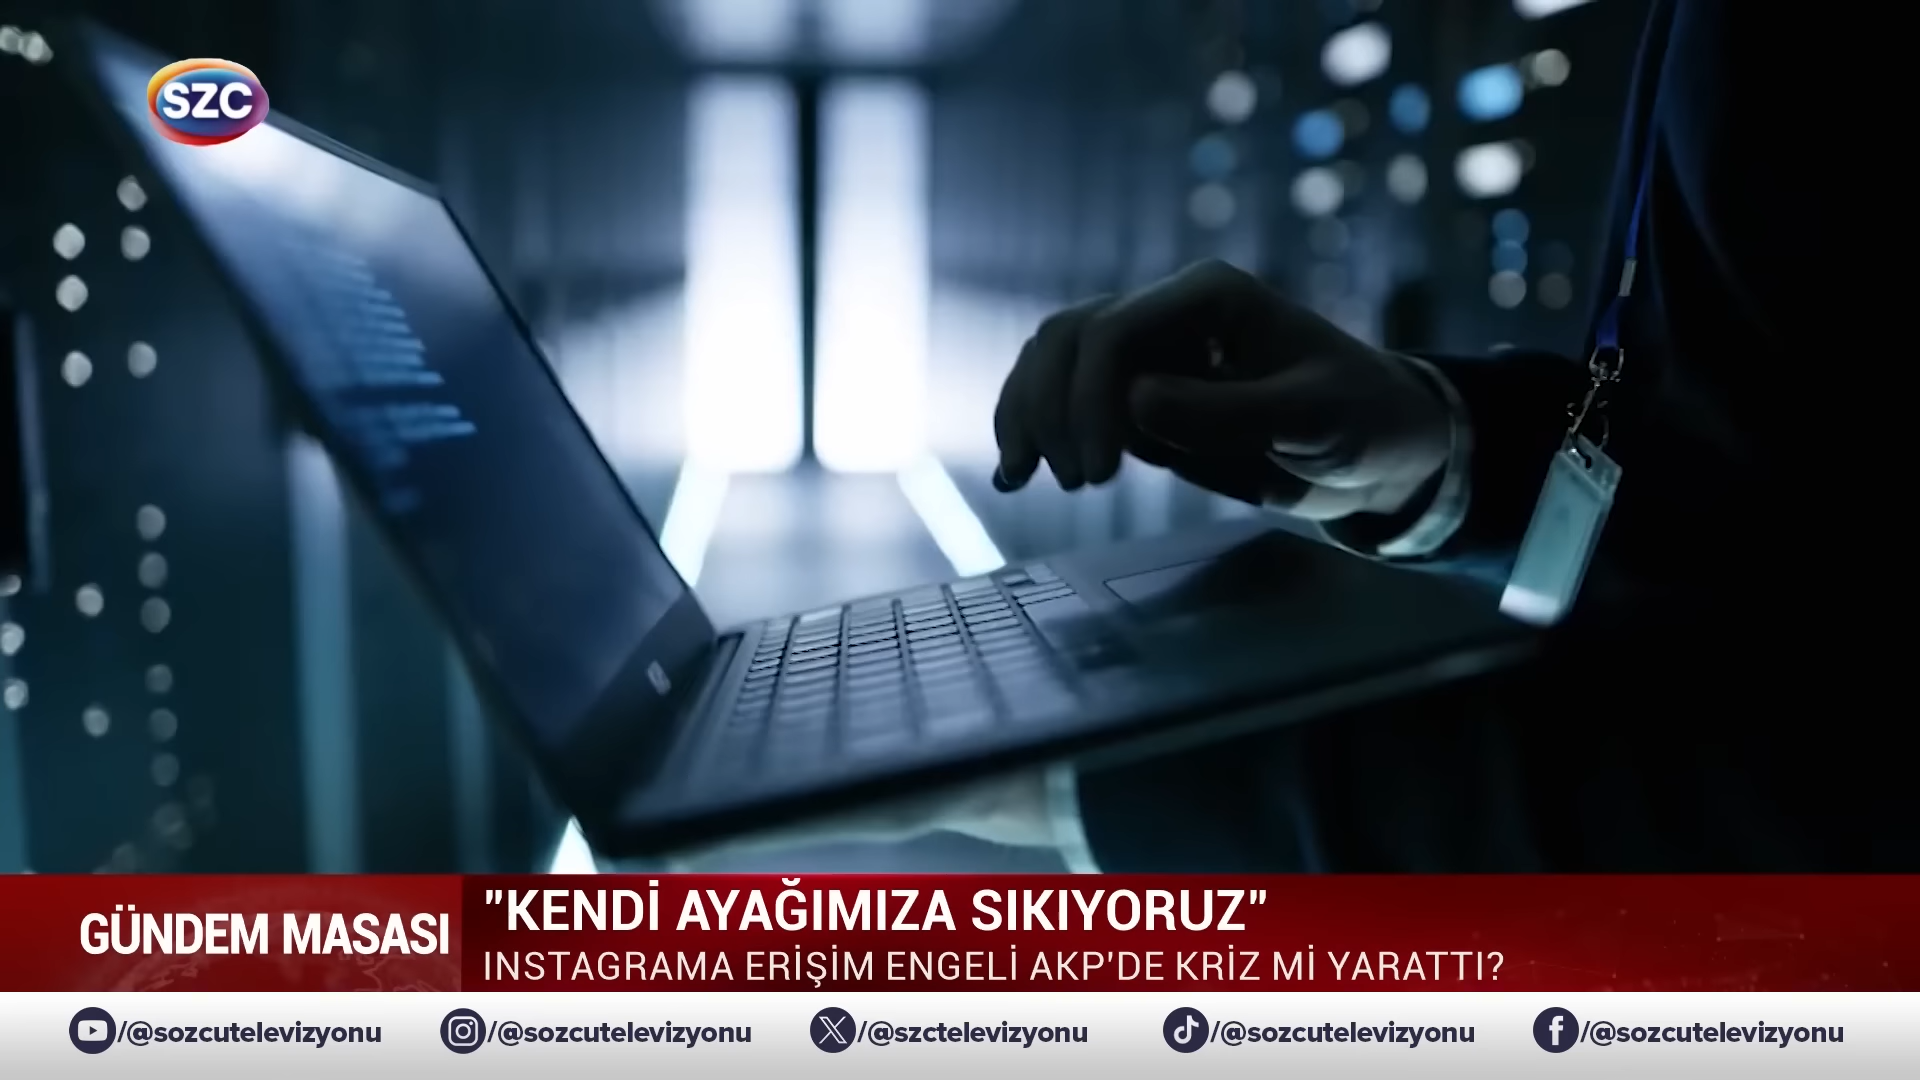 SZC
GÜNDEM MASASI
"KENDİ AYAĞIMIZA SIKIYORUZ"
INSTAGRAMA ERİŞİM ENGELİ AKP'DE KRİZ Mİ YARATTI?
/@sozcutelevizyonu /@sozcutelevizyonu /@szctelevizyonu /@sozcutelevizyonu /@sozcutelevizyonu